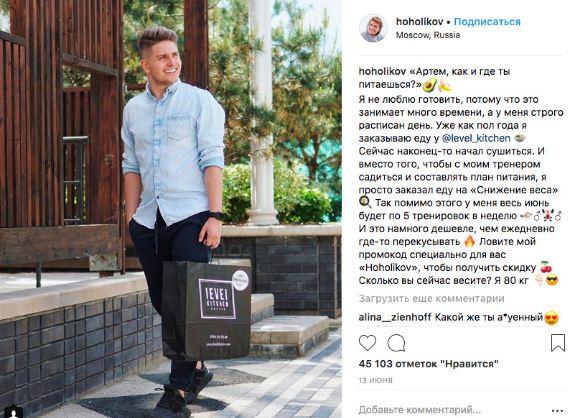 hoholikov • Подписаться
Moscow, Russia
hoholikov «Артем, как и где ты
питаешься?»🥑🍌
Я не люблю готовить, потому что это
занимает много времени, а у меня строго
расписан день. Уже как пол года я
заказываю еду у @level_kitchen 🍲
Сейчас наконец-то начал сушиться. И
вместо того, чтобы с моим тренером
садиться и составлять план питания, я
просто заказал еду на «Снижение веса»
🍳 Так помимо этого у меня весь июнь
будет по 5 тренировок в неделю 🤜🏻♂🏋♂
И это намного дешевле, чем ежедневно
где-то перекусывать 🔥 Ловите мой
промокод специально для вас
«Hoholikov», чтобы получить скидку 🍒
Сколько вы сейчас весите? Я 80 кг 👇🏻😎
Загрузить еще комментарии
alina__zienhoff Какой же ты а*уенный😍
45 103 отметок "Нравится"
13 ИЮНЯ
Добавьте комментарий...
level
KITCHEN